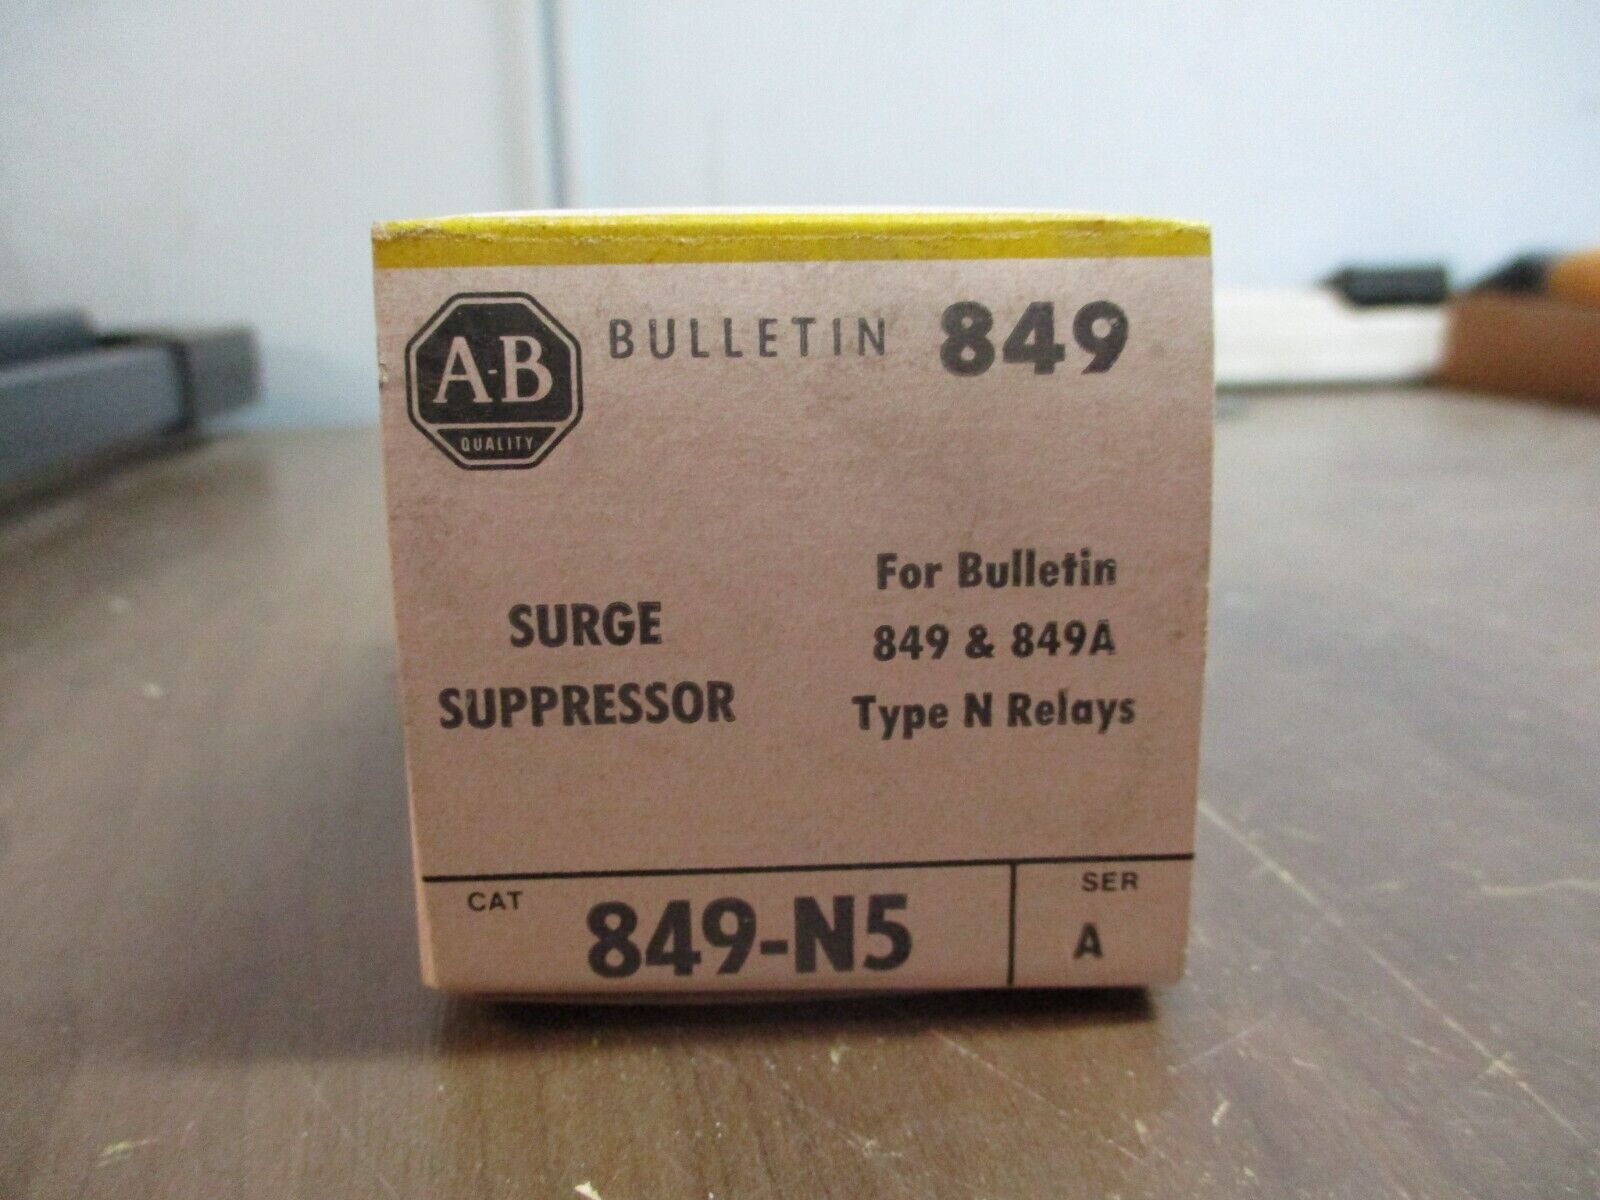 A-B
QUALITY
BULLETIN 849
SURGE
SUPPRESSOR
For Bulletin
849 & 849A
Type N Relays
CAT
849-N5
SER
A